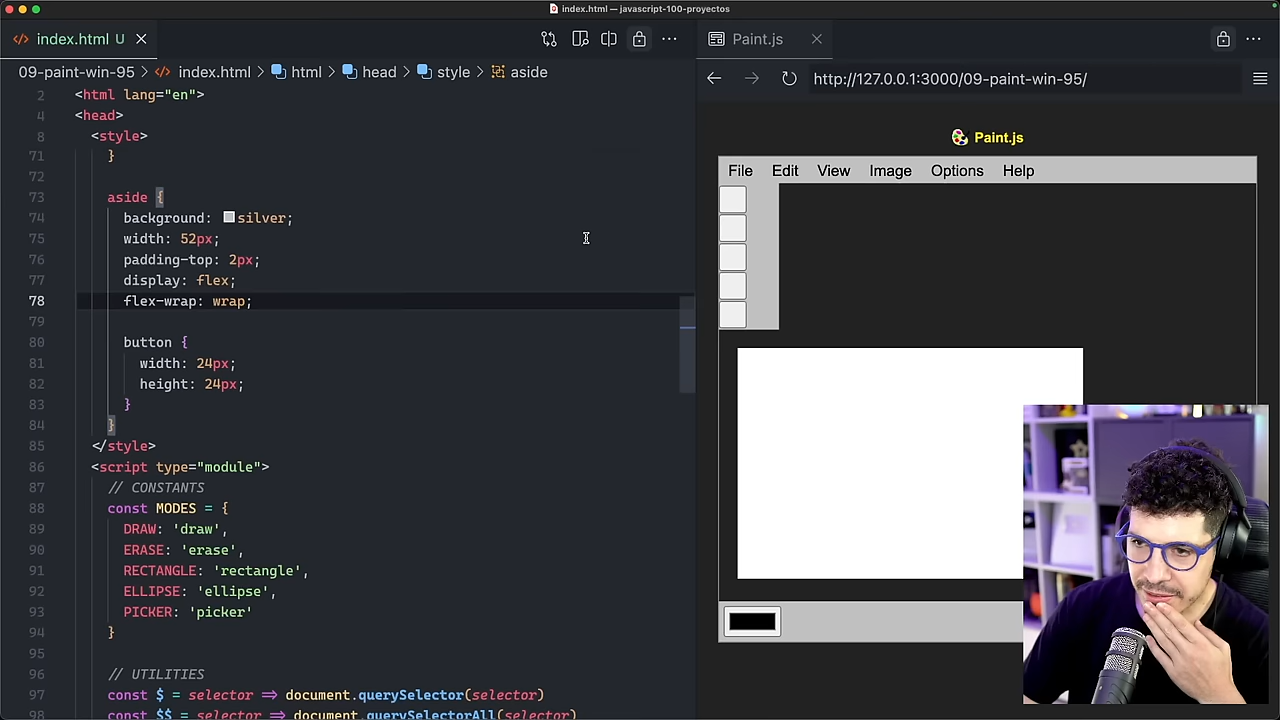 index.html — javascript-100-proyectos
index.html U
Paint.js
09-paint-win-95 > index.html > html > head > style > aside
http://127.0.0.1:3000/09-paint-win-95/
2 <html lang="en">
4 <head>
8 <style>
71 }
72
73 aside {
74 background: silver;
75 width: 52px;
76 padding-top: 2px;
77 display: flex;
78 flex-wrap: wrap;
79
80 button {
81 width: 24px;
82 height: 24px;
83 }
84 }
85 </style>
86 <script type="module">
87 // CONSTANTS
88 const MODES = {
89 DRAW: 'draw',
90 ERASE: 'erase',
91 RECTANGLE: 'rectangle',
92 ELLIPSE: 'ellipse',
93 PICKER: 'picker'
94 }
95
96 // UTILITIES
97 const $ = selector => document.querySelector(selector)
98 const $$ = selector => document.querySelectorAll(selector)
Paint.js
File Edit View Image Options Help